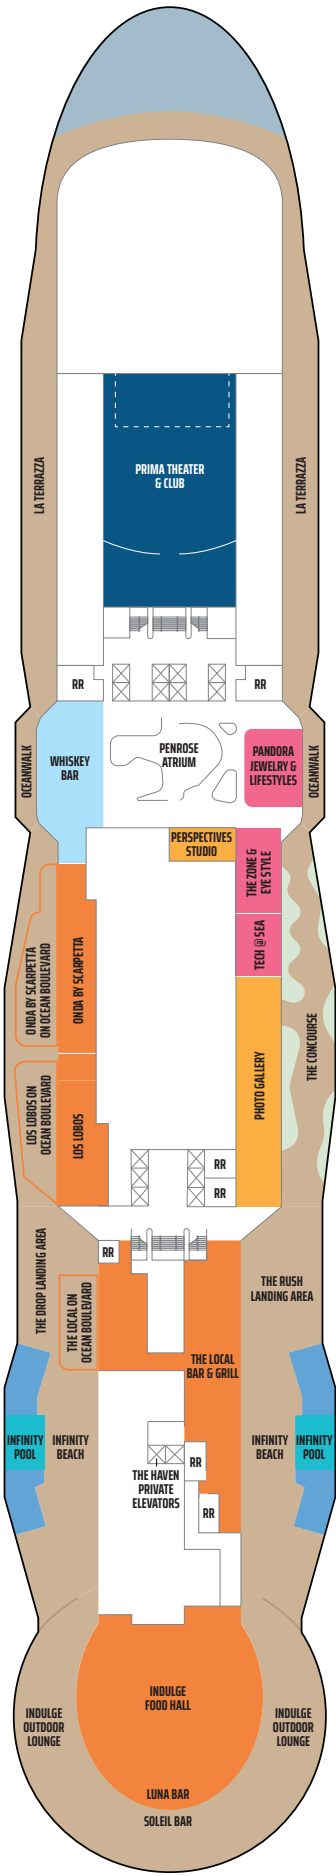 LA TERRAZZA
LA TERRAZZA
PRIMA THEATER
& CLUB
RR
RR
OCEANWALK
WHISKEY
BAR
PENROSE
ATRIUM
PANDORA
JEWELRY &
LIFESTYLES
OCEANWALK
PERSPECTIVES
STUDIO
THE ZONE &
EYE STYLE
ONDA BY SCARPETTA
ON OCEAN BOULEVARD
ONDA BY SCARPETTA
TECH @ SEA
THE CONCOURSE
LOS LOBOS ON
OCEAN BOULEVARD
LOS LOBOS
PHOTO GALLERY
RR
RR
THE DROP LANDING AREA
RR
THE LOCAL ON
OCEAN BOULEVARD
THE RUSH
LANDING AREA
THE LOCAL
BAR & GRILL
INFINITY
POOL
INFINITY
BEACH
INFINITY
BEACH
INFINITY
POOL
RR
THE HAVEN
PRIVATE
ELEVATORS
RR
INDULGE
FOOD HALL
INDULGE
OUTDOOR
LOUNGE
INDULGE
OUTDOOR
LOUNGE
LUNA BAR
SOLEIL BAR